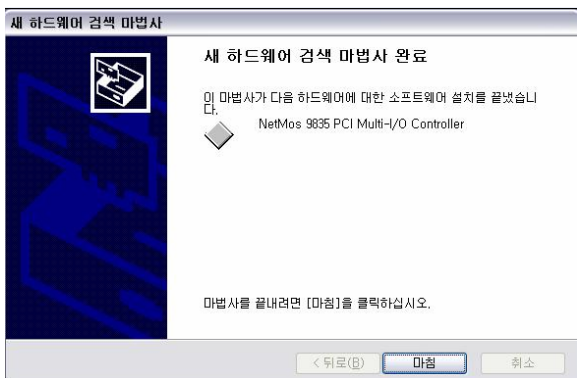 새 하드웨어 검색 마법사
새 하드웨어 검색 마법사 완료
이 마법사가 다음 하드웨어에 대한 소프트웨어 설치를 끝냈습니
다.
NetMos 9835 PCI Multi-I/O Controller
마법사를 끝내려면 [마침]을 클릭하십시오.
< 뒤로(B)
마침
취소